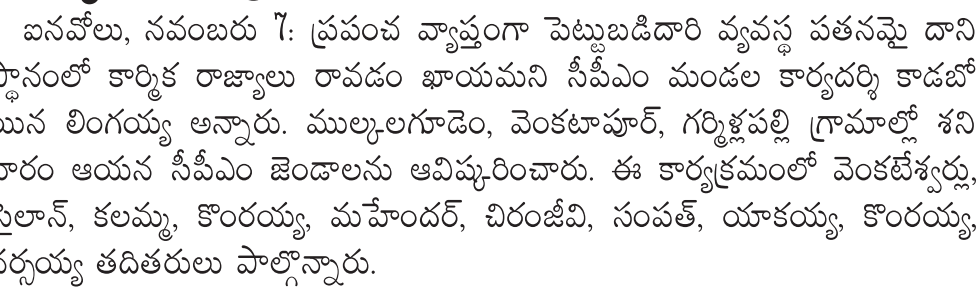 ఐనవోలు, నవంబరు 7: ప్రపంచ వ్యాప్తంగా పెట్టుబడిదారి వ్యవస్థ పతనమై దాని
స్థానంలో కార్మిక రాజ్యాలు రావడం ఖాయమని సీపీఎం మండల కార్యదర్శి కాడబో
యిన లింగయ్య అన్నారు. ముల్కలగూడెం, వెంకటాపూర్, గర్మిళ్లపల్లి గ్రామాల్లో శని
వారం ఆయన సీపీఎం జెండాలను ఆవిష్కరించారు. ఈ కార్యక్రమంలో వెంకటేశ్వర్లు,
సైలాన్, కలమ్మ, కొంరయ్య, మహేందర్, చిరంజీవి, సంపత్, యాకయ్య, కొంరయ్య,
నర్సయ్య తదితరులు పాల్గొన్నారు.